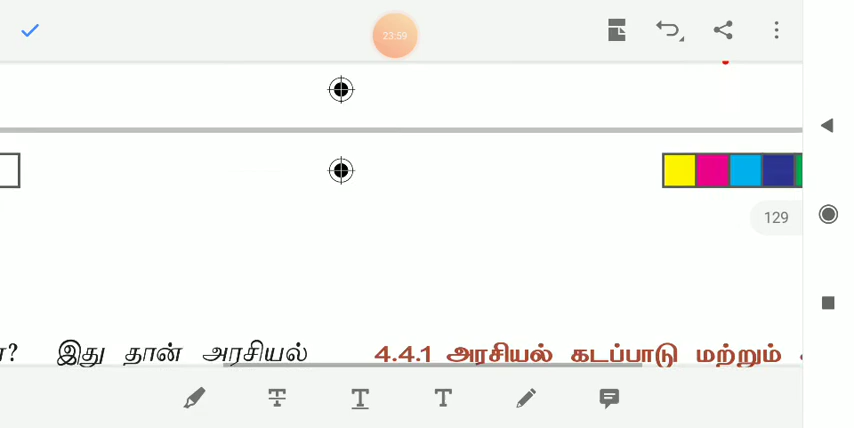 23:59
129
? இது தான் அரசியல்
4.4.1 அரசியல் கடப்பாடு மற்றும்